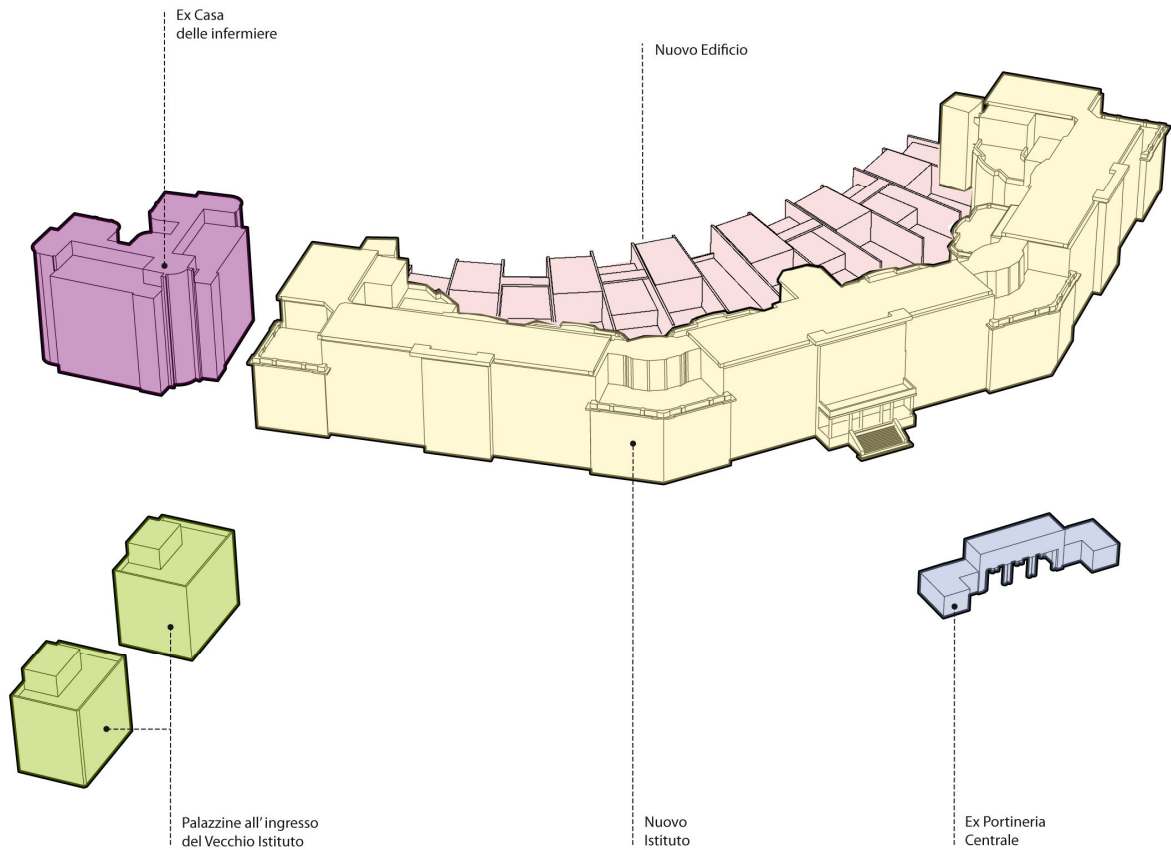 Ex Casa
delle infermiere
Nuovo Edificio
Palazzine all' ingresso
del Vecchio Istituto
Nuovo
Istituto
Ex Portineria
Centrale